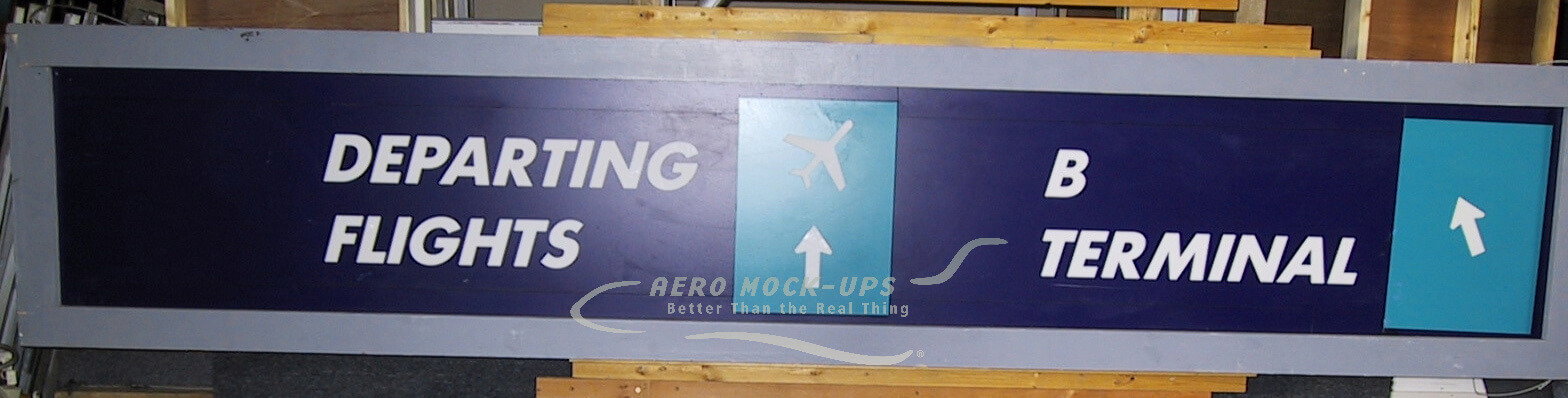 DEPARTING
FLIGHTS
B
TERMINAL
AERO MOCK-UPS
Better Than the Real Thing
®